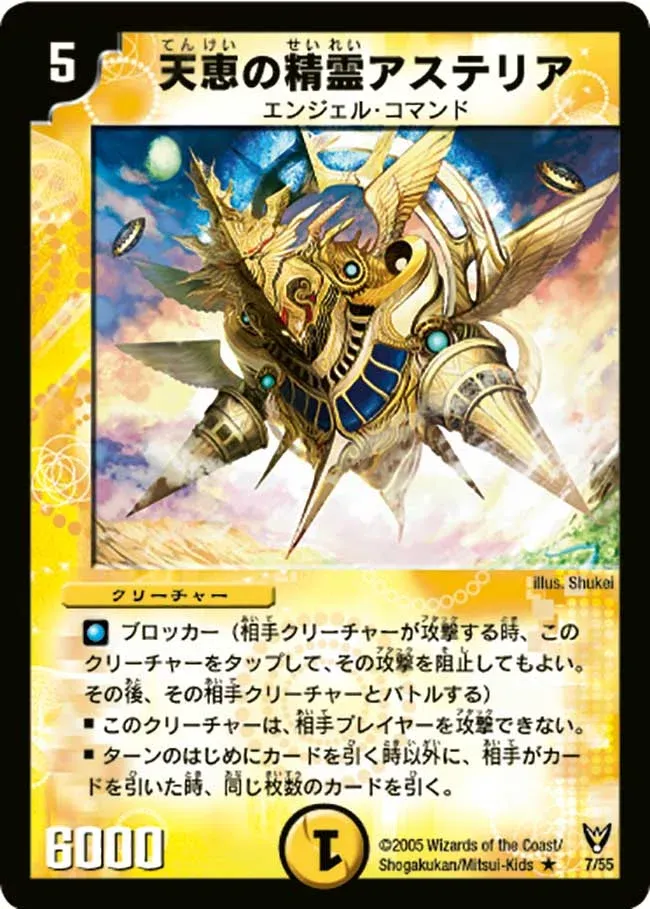 5
てんけい せいれい
天恵の精霊アステリア
エンジェル・コマンド
illus. Shukei
クリーチャー
ブロッカー（相手クリーチャーが攻撃する時、この
クリーチャーをタップして、その攻撃を阻止してもよい。
その後、その相手クリーチャーとバトルする）
■ このクリーチャーは、相手プレイヤーを攻撃できない。
■ ターンのはじめにカードを引く時以外に、相手がカー
ドを引いた時、同じ枚数のカードを引く。
6000
1
©2005 Wizards of the Coast/
Shogakukan/Mitsui-Kids ★ 7/55